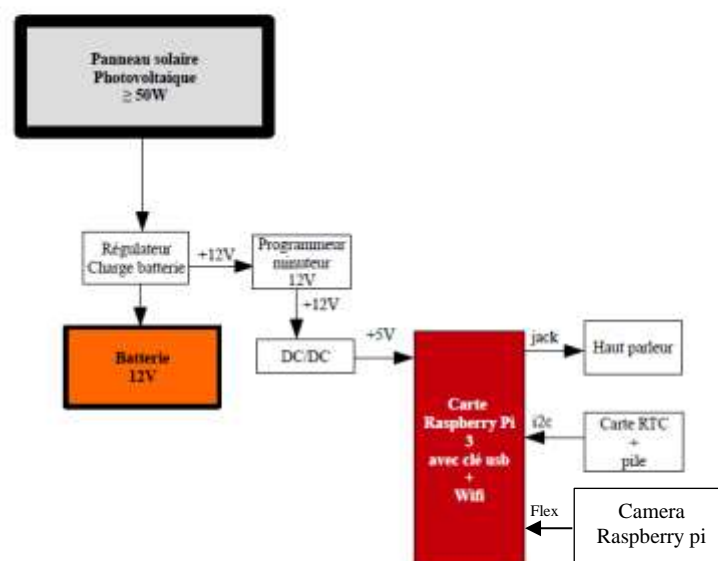 Panneau solaire
Photovoltaique
≥ 50W
Régulateur
Charge batterie
+12V
Programmeur
minuteur
12V
+12V
Batterie
12V
DC/DC
+5V
Carte
Raspberry Pi
3
avec clé usb
+
Wifi
jack
Haut parleur
i2c
Carte RTC
+
pile
Flex
Camera
Raspberry pi